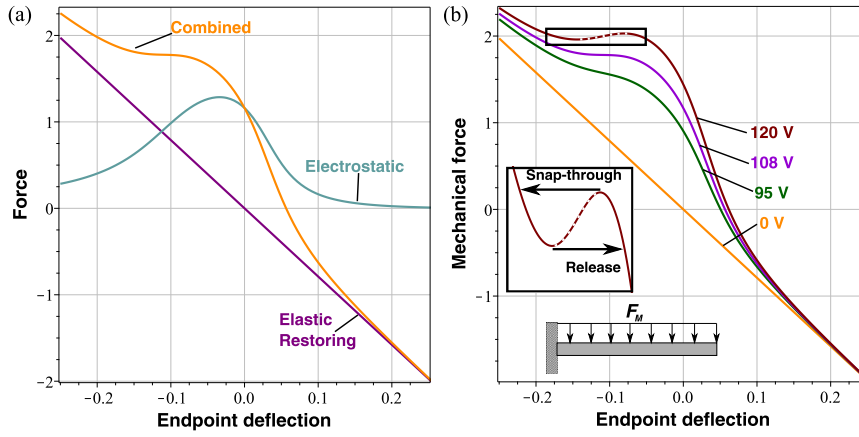 (a)
Combined
Electrostatic
Elastic
Restoring
Force
2
1
0
−1
−2
−0.2
−0.1
0.0
0.1
0.2
Endpoint deflection
(b)
120 V
108 V
95 V
0 V
Snap-through
Release
F_M
Mechanical force
2
1
0
−1
−0.2
−0.1
0.0
0.1
0.2
Endpoint deflection